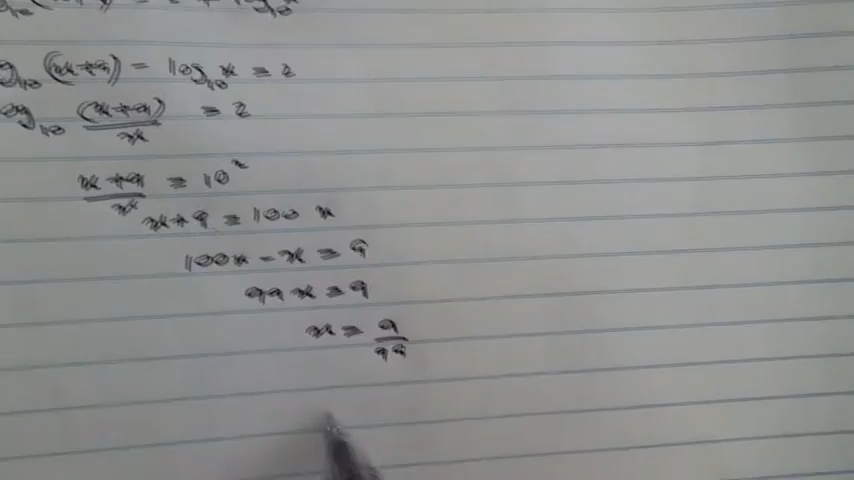 log₁₀(x+9) - log₁₀ x = 2
log₁₀ (x+9)/x = 2
(x+9)/x = 10²
x+9 = 100 x
100x - x = 9
99x = 9
x = 9/99